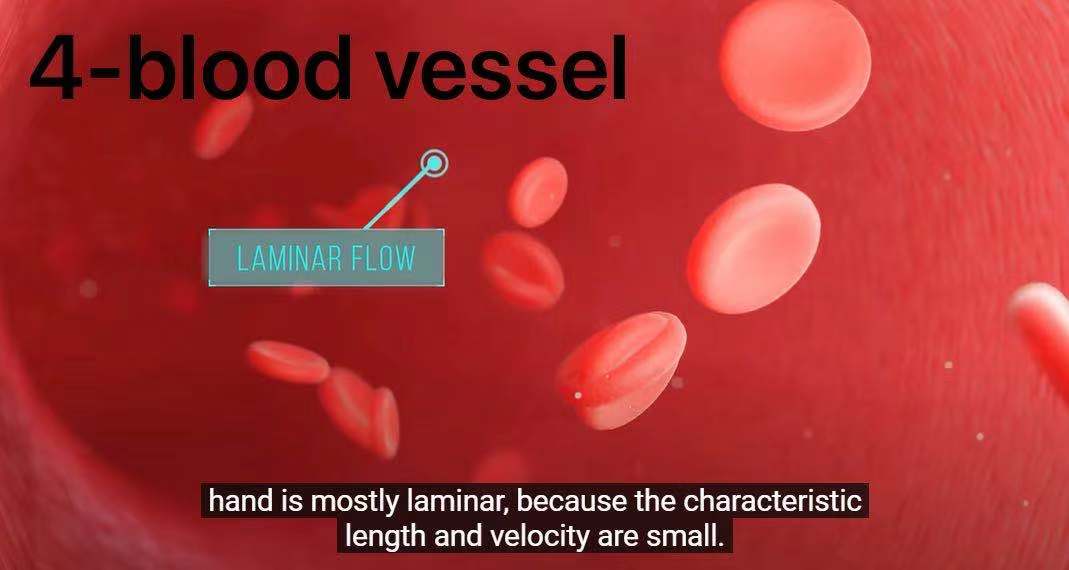 4-blood vessel
LAMINAR FLOW
hand is mostly laminar, because the characteristic
length and velocity are small.